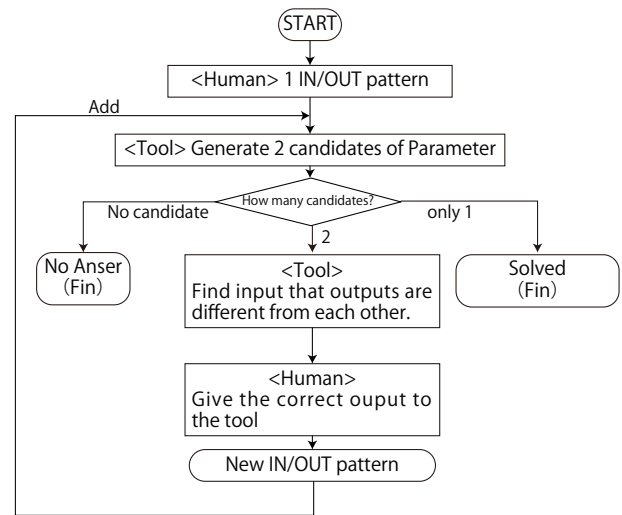 START
<Human> 1 IN/OUT pattern
Add
<Tool> Generate 2 candidates of Parameter
How many candidates?
No candidate
only 1
2
No Anser
(Fin)
<Tool>
Find input that outputs are
different from each other.
Solved
(Fin)
<Human>
Give the correct ouput to
the tool
New IN/OUT pattern